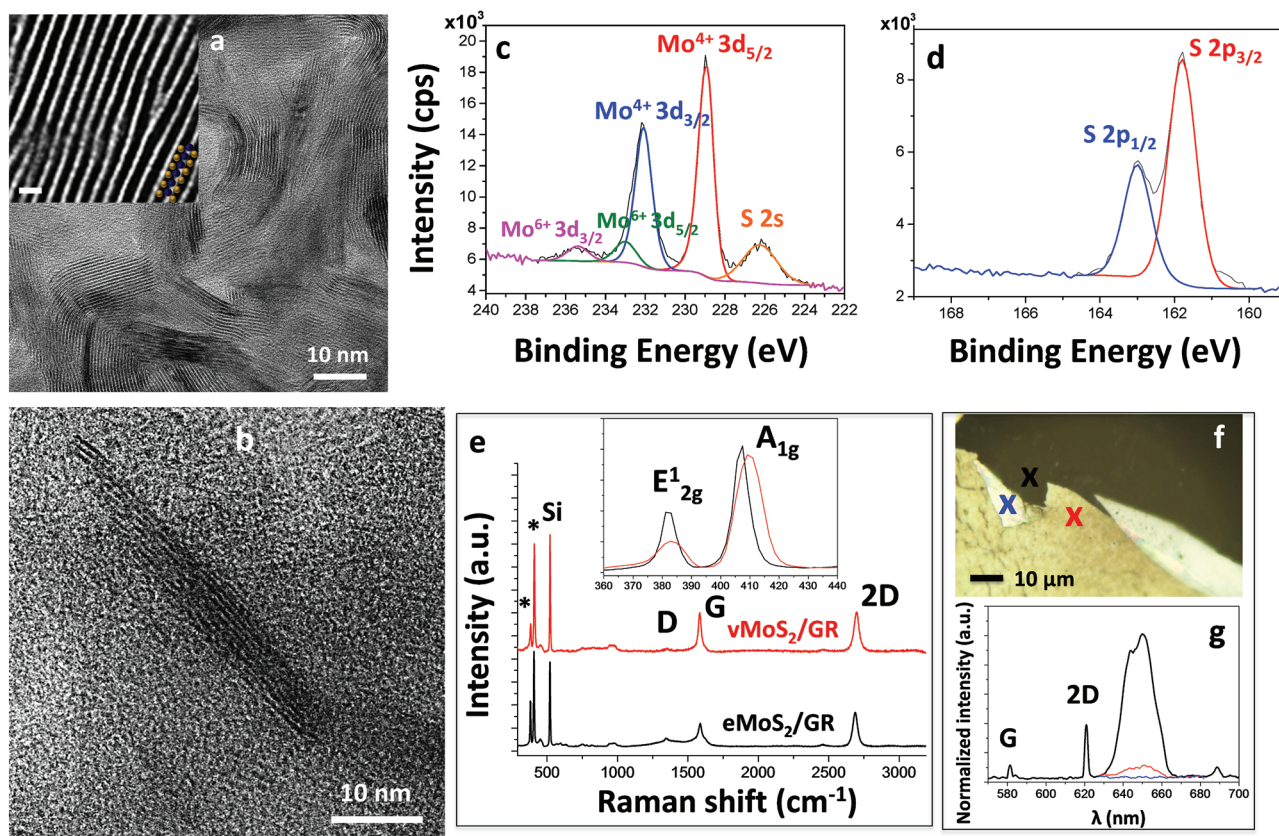 a
10 nm
b
10 nm
x10³
c
Mo⁴⁺ 3d₅/₂
Mo⁴⁺ 3d₃/₂
Mo⁶⁺ 3d₃/₂
Mo⁶⁺ 3d₅/₂
S 2s
20
18
16
14
12
10
8
6
4
240 238 236 234 232 230 228 226 224 222
Intensity (cps)
Binding Energy (eV)
x10³
d
S 2p₃/₂
S 2p₁/₂
8
6
4
2
168 166 164 162 160
Binding Energy (eV)
e
A₁g
E¹₂g
360 370 380 390 400 410 420 430 440
* * Si
D G 2D
vMoS₂/GR
eMoS₂/GR
500 1000 1500 2000 2500 3000
Intensity (a.u.)
Raman shift (cm⁻¹)
f
X
X X
10 µm
g
2D
G
580 600 620 640 660 680 700
Normalized intensity (a.u.)
λ (nm)